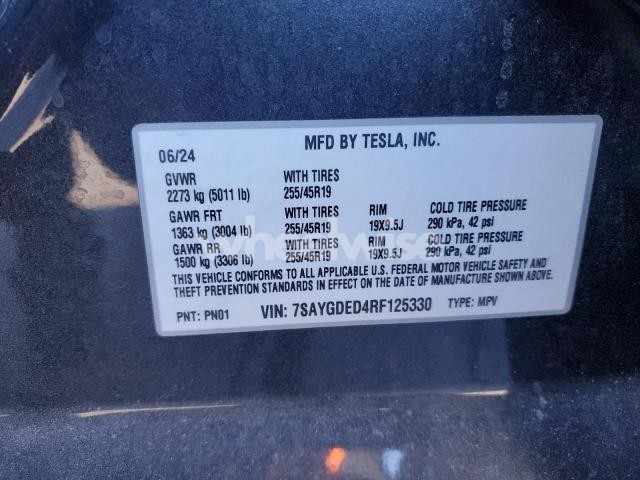 MFD BY TESLA, INC.
06/24
GVWR WITH TIRES
2273 kg (5011 lb) 255/45R19
GAWR FRT WITH TIRES RIM COLD TIRE PRESSURE
1363 kg (3004 lb) 255/45R19 19X9.5J 290 kPa, 42 psi
GAWR RR WITH TIRES RIM COLD TIRE PRESSURE
1500 kg (3306 lb) 255/45R19 19X9.5J 290 kPa, 42 psi
THIS VEHICLE CONFORMS TO ALL APPLICABLE U.S. FEDERAL MOTOR VEHICLE SAFETY AND
THEFT PREVENTION STANDARDS IN EFFECT ON THE DATE OF MANUFACTURE SHOWN ABOVE.
PNT: PN01 VIN: 7SAYGDED4RF125330 TYPE: MPV